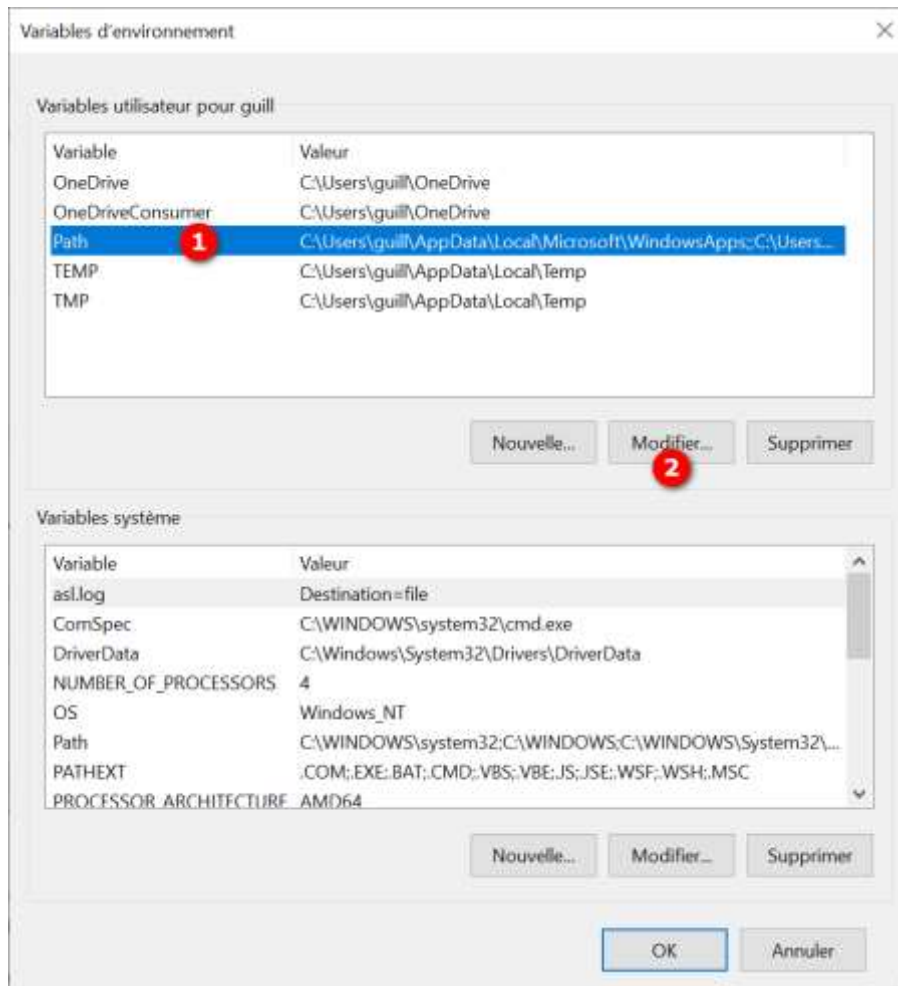 Variables d'environnement
Variables utilisateur pour guill
Variable Valeur
OneDrive C:\Users\guill\OneDrive
OneDriveConsumer C:\Users\guill\OneDrive
Path 1 C:\Users\guill\AppData\Local\Microsoft\WindowsApps;;C:\Users...
TEMP C:\Users\guill\AppData\Local\Temp
TMP C:\Users\guill\AppData\Local\Temp
Nouvelle... Modifier... Supprimer
2
Variables système
Variable Valeur
asl.log Destination=file
ComSpec C:\WINDOWS\system32\cmd.exe
DriverData C:\Windows\System32\Drivers\DriverData
NUMBER_OF_PROCESSORS 4
OS Windows_NT
Path C:\WINDOWS\system32;C:\WINDOWS;C:\WINDOWS\System32\...
PATHEXT .COM;.EXE;.BAT;.CMD;.VBS;.VBE;.JS;.JSE;.WSF;.WSH;.MSC
PROCESSOR_ARCHITECTURE AMD64
Nouvelle... Modifier... Supprimer
OK Annuler